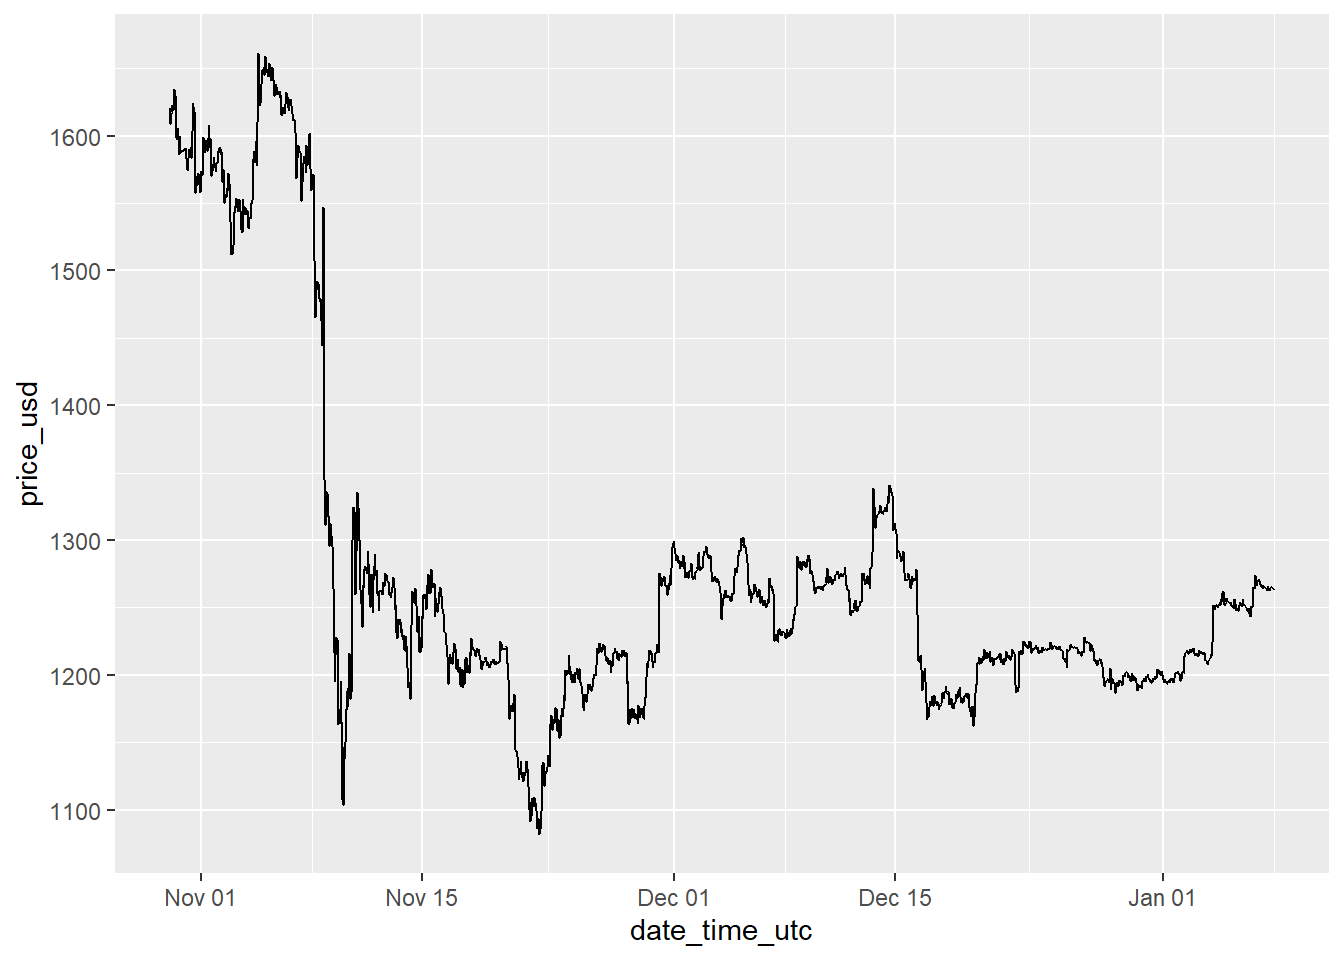 price_usd
1600
1500
1400
1300
1200
1100
Nov 01
Nov 15
Dec 01
Dec 15
Jan 01
date_time_utc